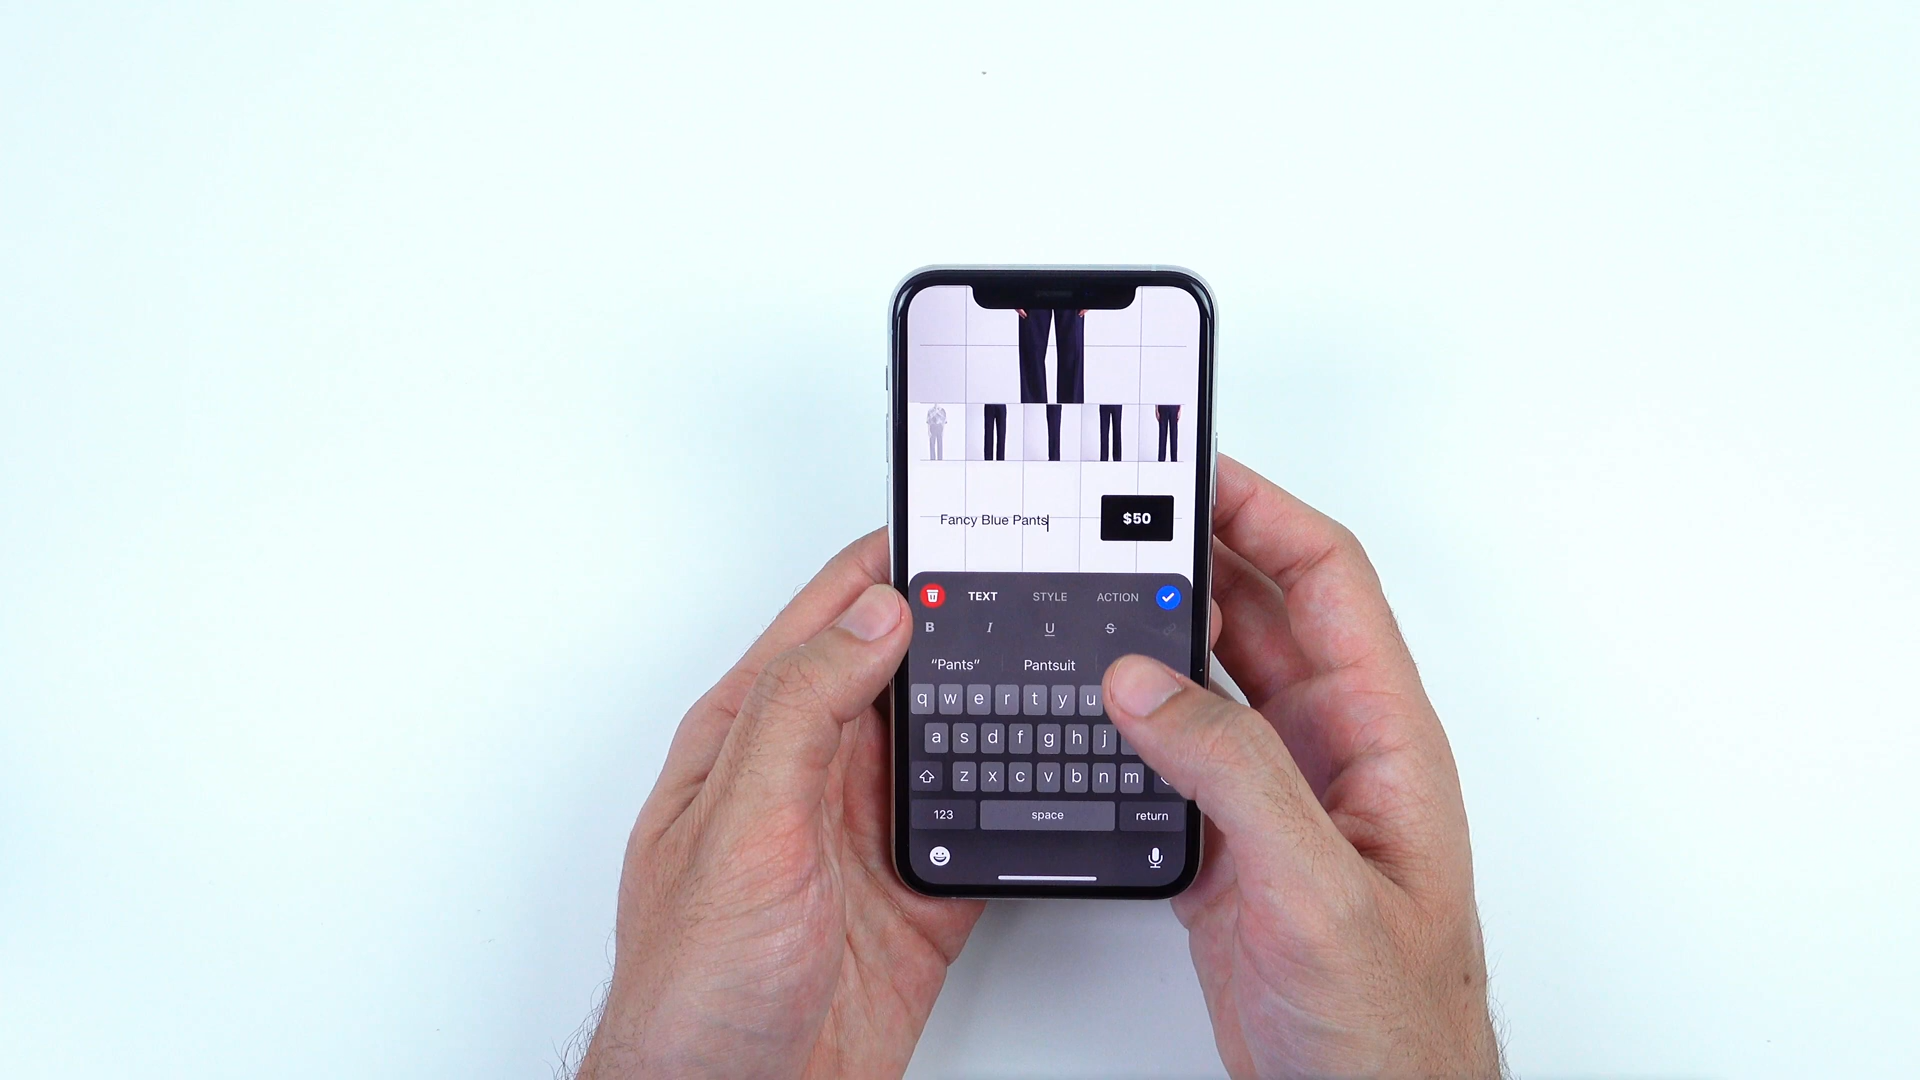 Fancy Blue Pants
$50
TEXT STYLE ACTION
B I U S
“Pants” Pantsuit
q w e r t y u
a s d f g h j
z x c v b n m
123 space return